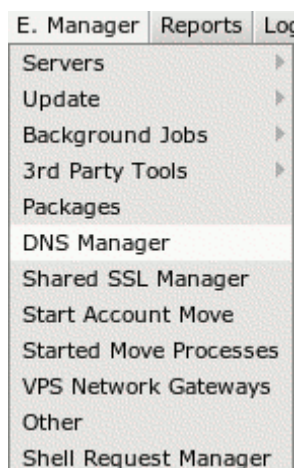 E. Manager Reports Log
Servers
Update
Background Jobs
3rd Party Tools
Packages
DNS Manager
Shared SSL Manager
Start Account Move
Started Move Processes
VPS Network Gateways
Other
Shell Request Manager